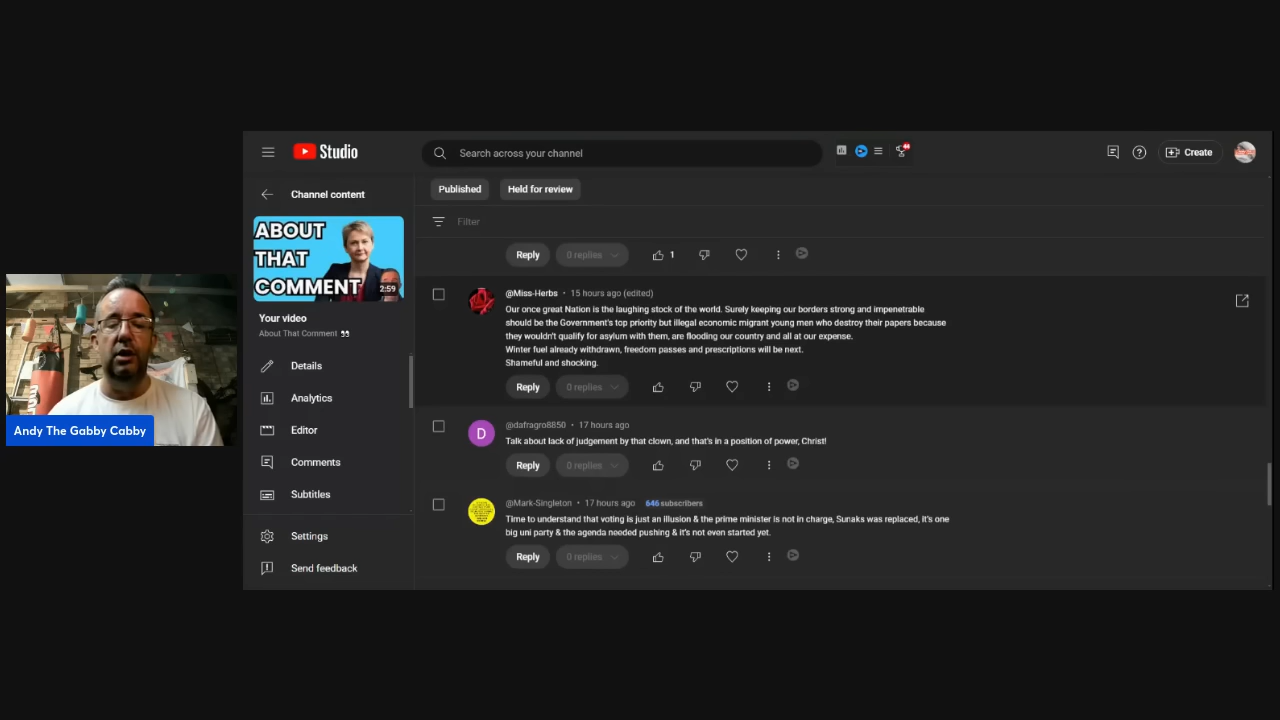 Studio
Search across your channel
Create
Channel content
Published
Held for review
Filter
ABOUT
THAT
COMMENT
2:59
Reply
0 replies
1
@Miss-Herbs • 15 hours ago (edited)
Our once great Nation is the laughing stock of the world. Surely keeping our borders strong and impenetrable
should be the Government's top priority but illegal economic migrant young men who destroy their papers because
they wouldn't qualify for asylum with them, are flooding our country and all at our expense.
Winter fuel already withdrawn, freedom passes and prescriptions will be next.
Shameful and shocking.
Reply
0 replies
Your video
About That Comment 👀
Details
Analytics
Editor
Comments
Subtitles
Settings
Send feedback
Andy The Gabby Cabby
D
@dafragro8850 • 17 hours ago
Talk about lack of judgement by that clown, and that's in a position of power, Christ!
Reply
0 replies
@Mark-Singleton • 17 hours ago 646 subscribers
Time to understand that voting is just an illusion & the prime minister is not in charge, Sunaks was replaced, it's one
big uni party & the agenda needed pushing & it's not even started yet.
Reply
0 replies